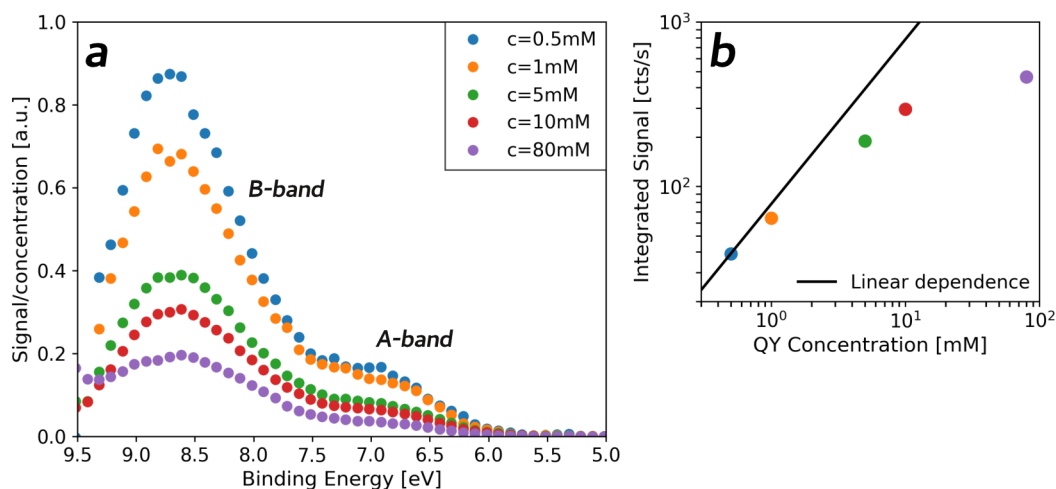 a
c=0.5mM
c=1mM
c=5mM
c=10mM
c=80mM
B-band
A-band
Signal/concentration [a.u.]
1.0
0.8
0.6
0.4
0.2
0.0
9.5 9.0 8.5 8.0 7.5 7.0 6.5 6.0 5.5 5.0
Binding Energy [eV]
b
Integrated Signal [cts/s]
10³
10²
Linear dependence
10⁰ 10¹ 10²
QY Concentration [mM]